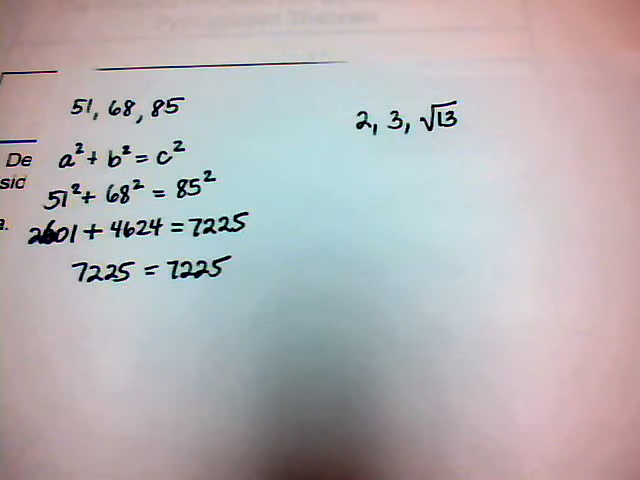 51, 68, 85
a² + b² = c²
51² + 68² = 85²
2601 + 4624 = 7225
7225 = 7225
2, 3, √13
De
sid
a.